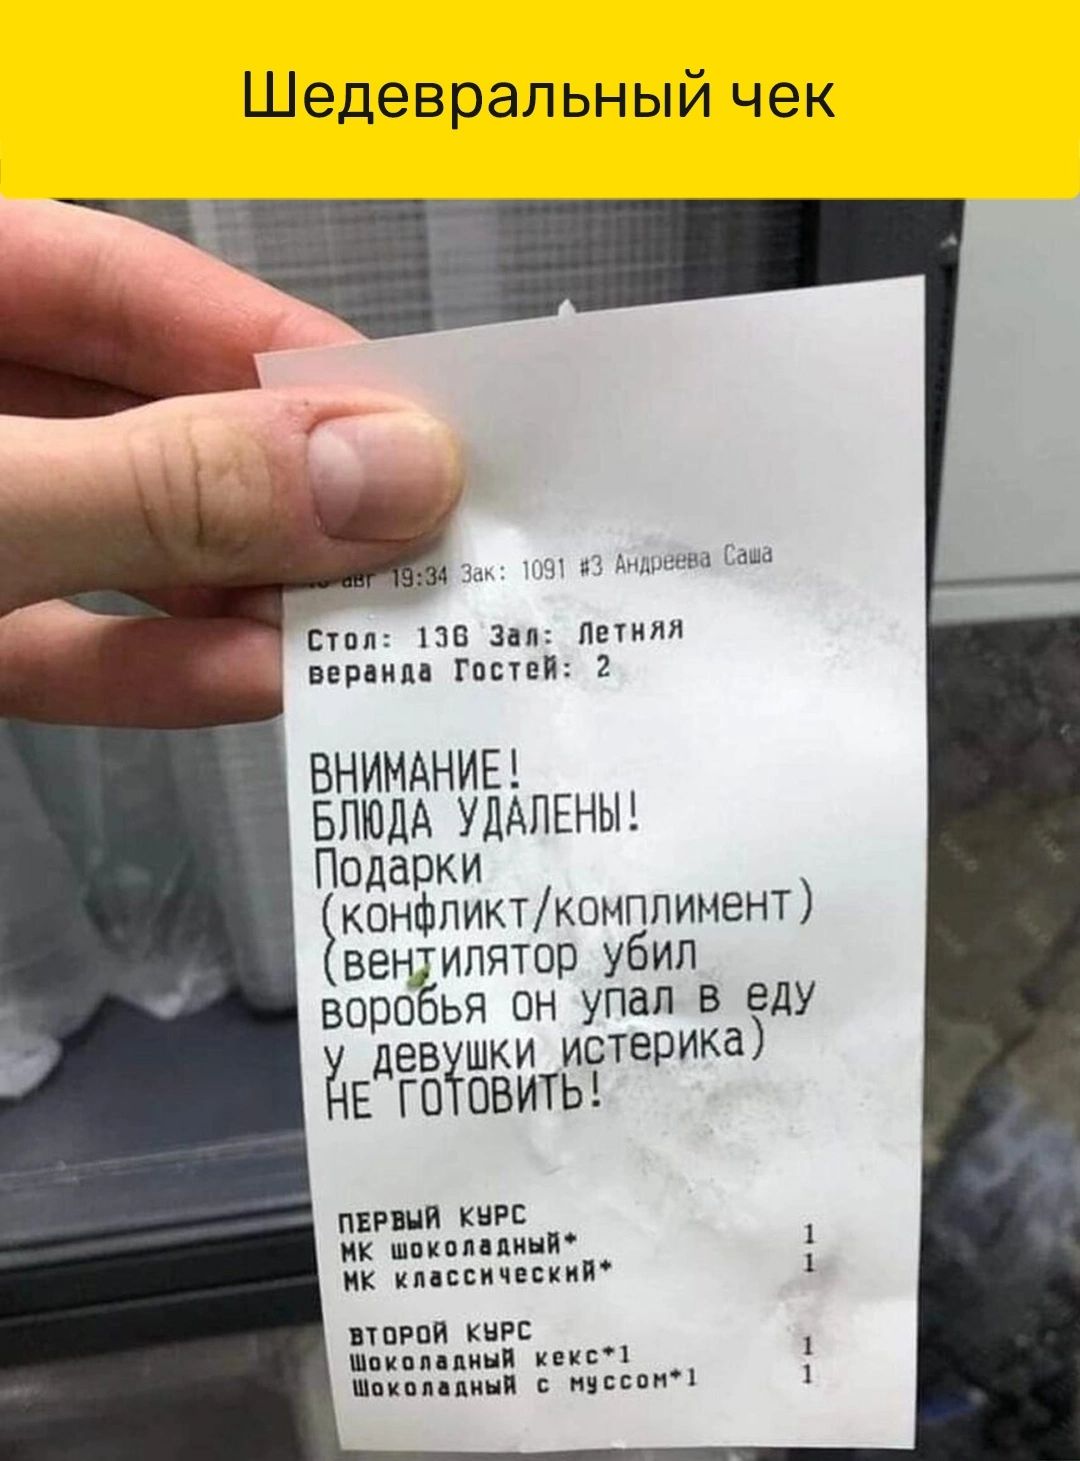 Шедевральный чек
авг 19:34 Зак: 1091 #3 Андреева Саша
Стол: 136 Зал: Летняя
веранда Гостей: 2
ВНИМАНИЕ!
БЛЮДА УДАЛЕНЫ!
Подарки
(конфликт/комплимент)
(вентилятор убил
воробья он упал в еду
у девушки истерика)
НЕ ГОТОВИТЬ!
ПЕРВЫЙ КУРС
МК шоколадный* 1
МК классический* 1
ВТОРОЙ КУРС
Шоколадный кекс*1 1
Шоколадный с муссом*1 1